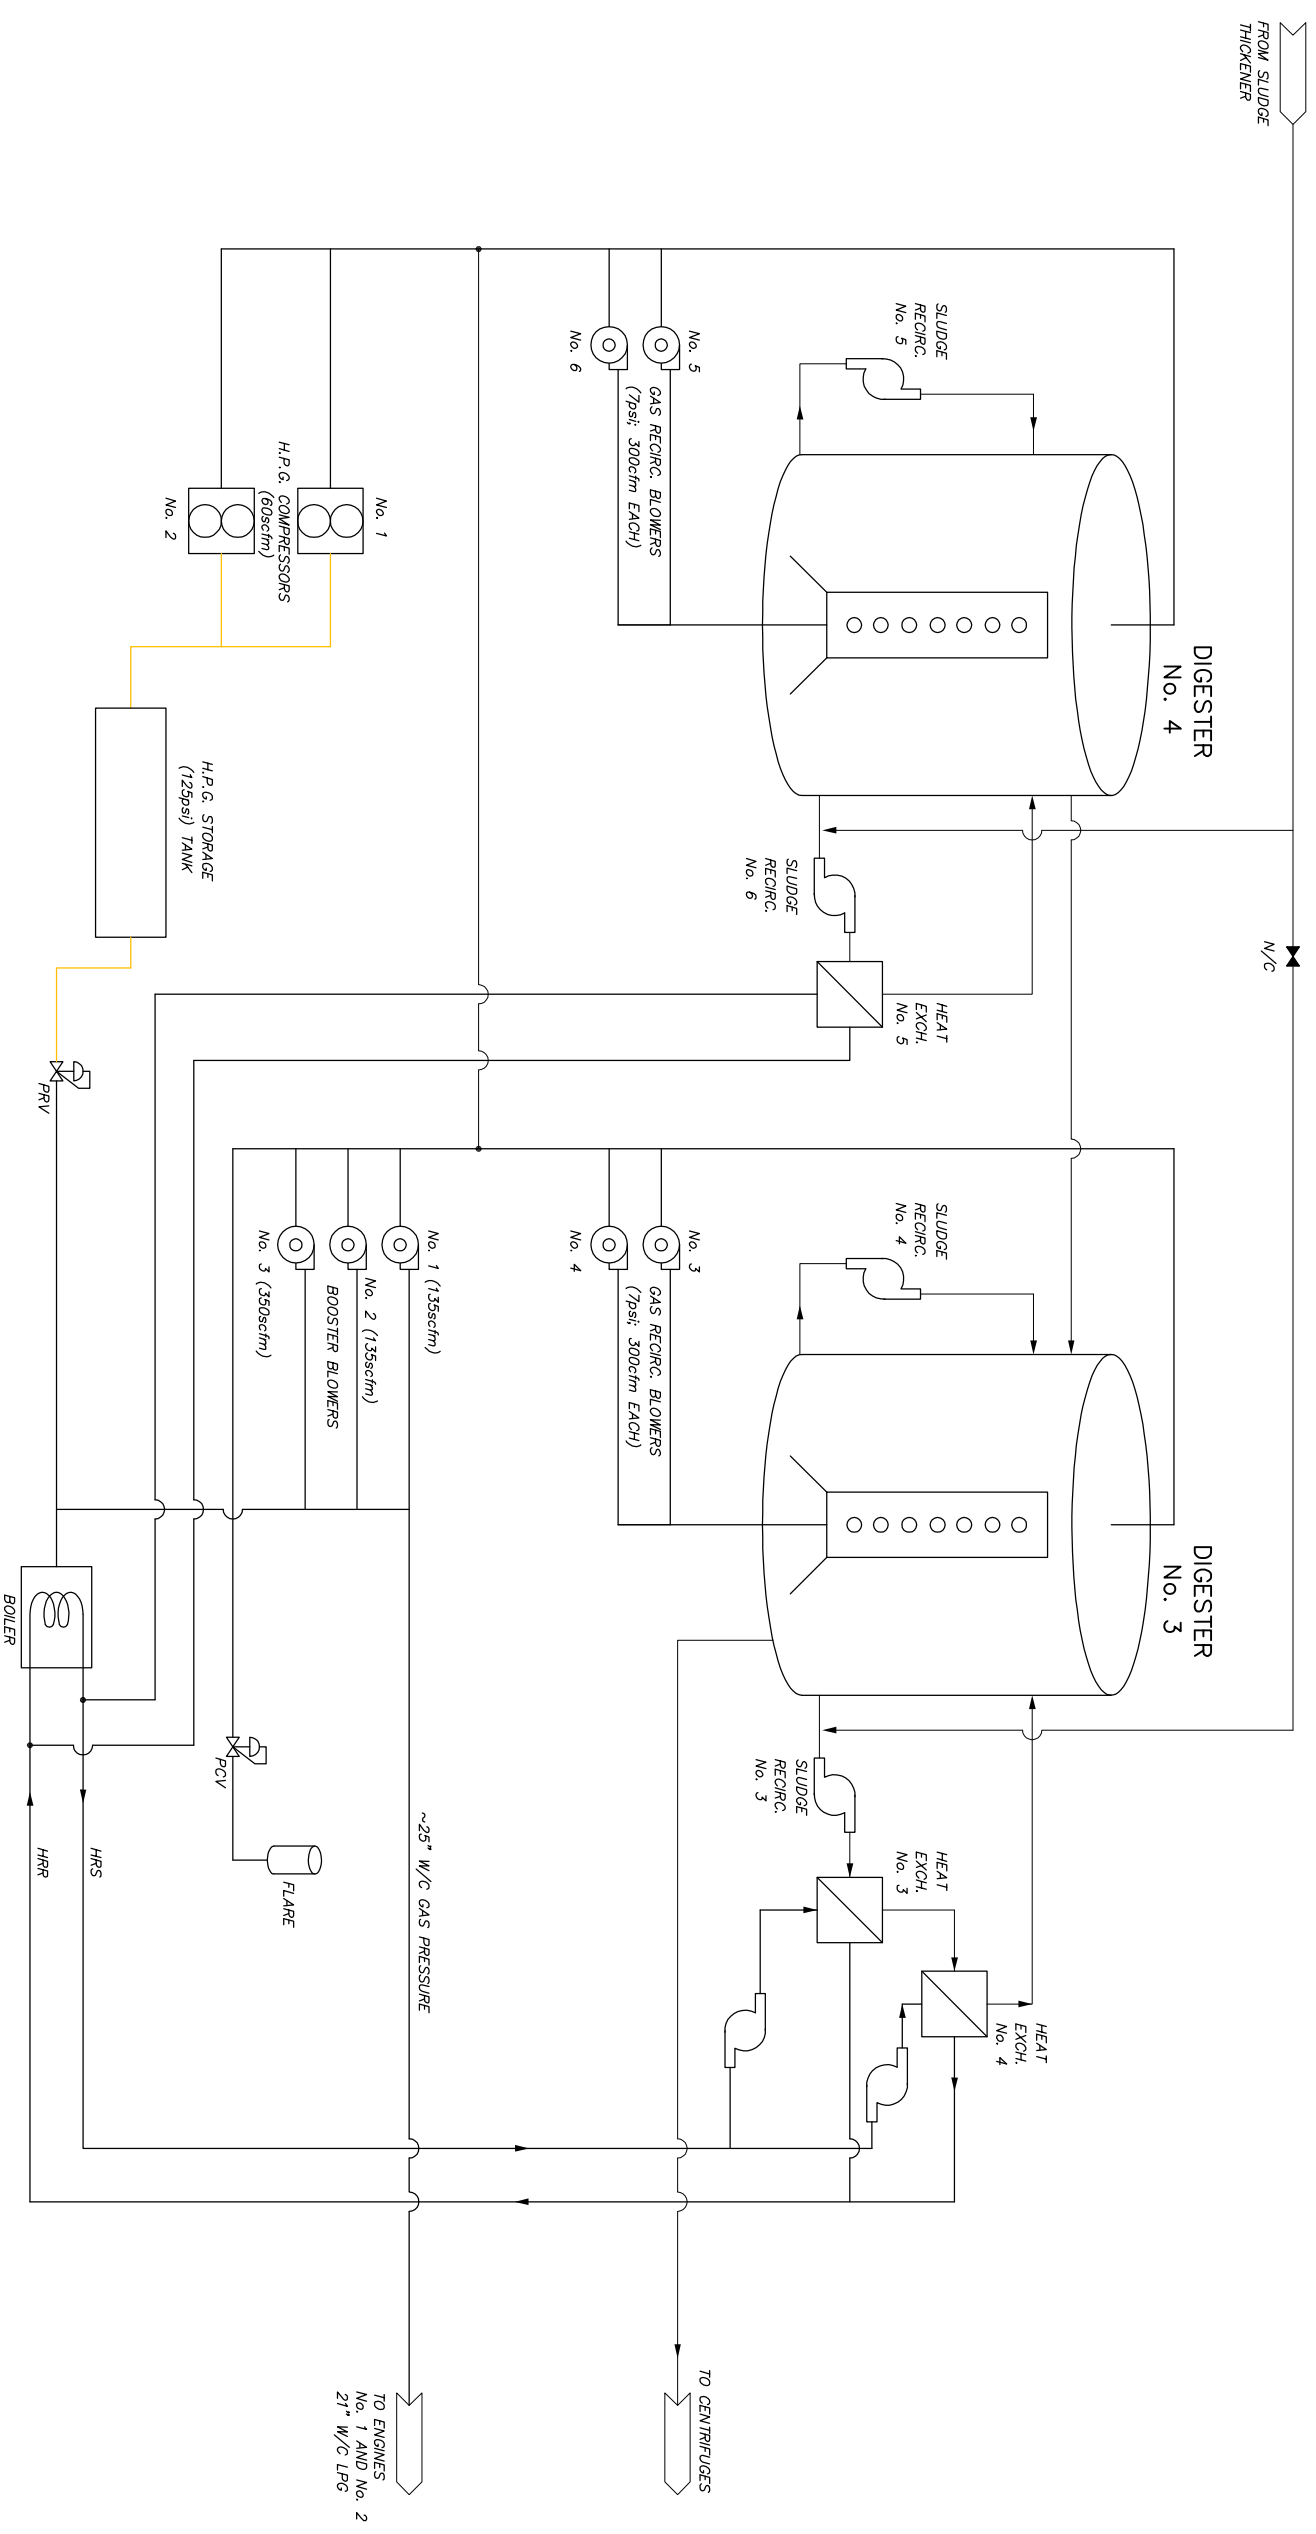 FROM SLUDGE
THICKENER
N/C
DIGESTER
No. 4
DIGESTER
No. 3
SLUDGE
RECIRC.
No. 5
SLUDGE
RECIRC.
No. 6
HEAT
EXCH.
No. 5
SLUDGE
RECIRC.
No. 4
SLUDGE
RECIRC.
No. 3
HEAT
EXCH.
No. 3
HEAT
EXCH.
No. 4
No. 5
GAS RECIRC. BLOWERS
(7psi; 300cfm EACH)
No. 6
No. 3
GAS RECIRC. BLOWERS
(7psi; 300cfm EACH)
No. 4
TO CENTRIFUGES
No. 1
H.P.G. COMPRESSORS
(60scfm)
No. 2
No. 1 (135scfm)
No. 2 (135scfm)
BOOSTER BLOWERS
No. 3 (350scfm)
~25" W/C GAS PRESSURE
TO ENGINES
No. 1 AND No. 2
21" W/C LPG
H.P.G. STORAGE
(125psi) TANK
PRV
PCV
FLARE
BOILER
HRS
HRR